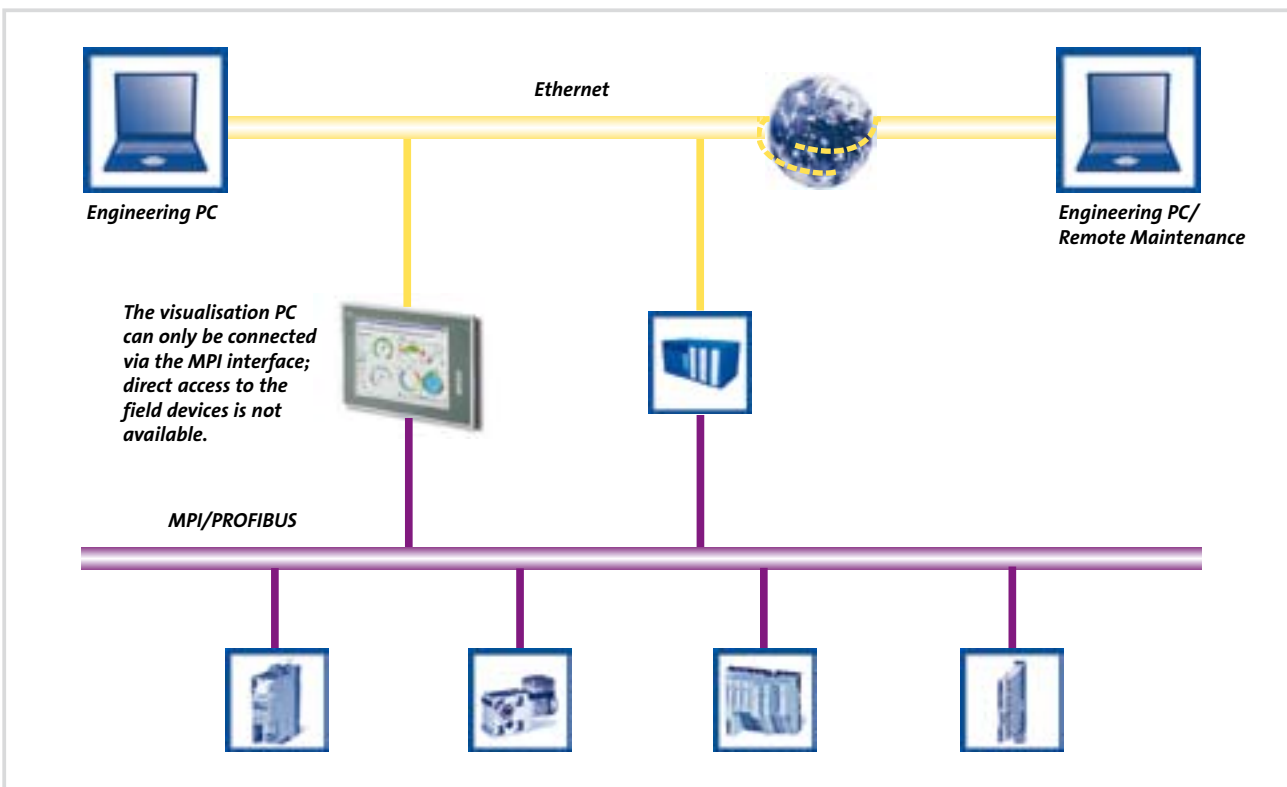 Ethernet
Engineering PC
Engineering PC/
Remote Maintenance
The visualisation PC
can only be connected
via the MPI interface;
direct access to the
field devices is not
available.
MPI/PROFIBUS